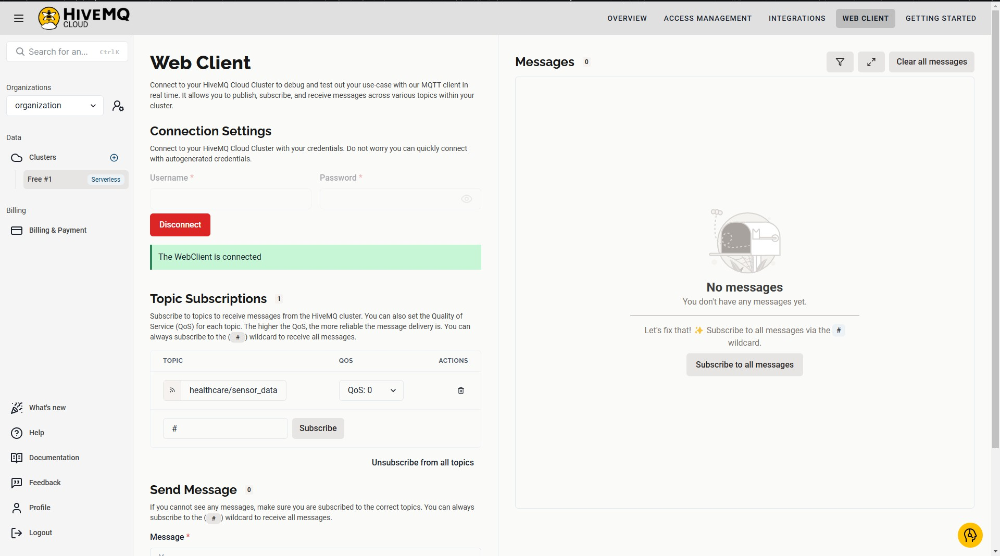 HIVEMQ
CLOUD
OVERVIEW
ACCESS MANAGEMENT
INTEGRATIONS
WEB CLIENT
GETTING STARTED
Search for an...
Ctrl K
Organizations
organization
Data
Clusters
Free #1
Serverless
Billing
Billing & Payment
What's new
Help
Documentation
Feedback
Profile
Logout
Web Client
Connect to your HiveMQ Cloud Cluster to debug and test out your use-case with our MQTT client in
real time. It allows you to publish, subscribe, and receive messages across various topics within your
cluster.
Connection Settings
Connect to your HiveMQ Cloud Cluster with your credentials. Do not worry you can quickly connect
with autogenerated credentials.
Username *
Password *
Disconnect
The WebClient is connected
Topic Subscriptions 1
Subscribe to topics to receive messages from the HiveMQ cluster. You can also set the Quality of
Service (QoS) for each topic. The higher the QoS, the more reliable the message delivery is. You can
always subscribe to the ( # ) wildcard to receive all messages.
TOPIC
QOS
ACTIONS
healthcare/sensor_data
QoS: 0
#
Subscribe
Unsubscribe from all topics
Send Message 0
If you cannot see any messages, make sure you are subscribed to the correct topics. You can always
subscribe to the ( # ) wildcard to receive all messages.
Message *
Messages 0
Clear all messages
No messages
You don't have any messages yet.
Let's fix that! ✨ Subscribe to all messages via the #
wildcard.
Subscribe to all messages